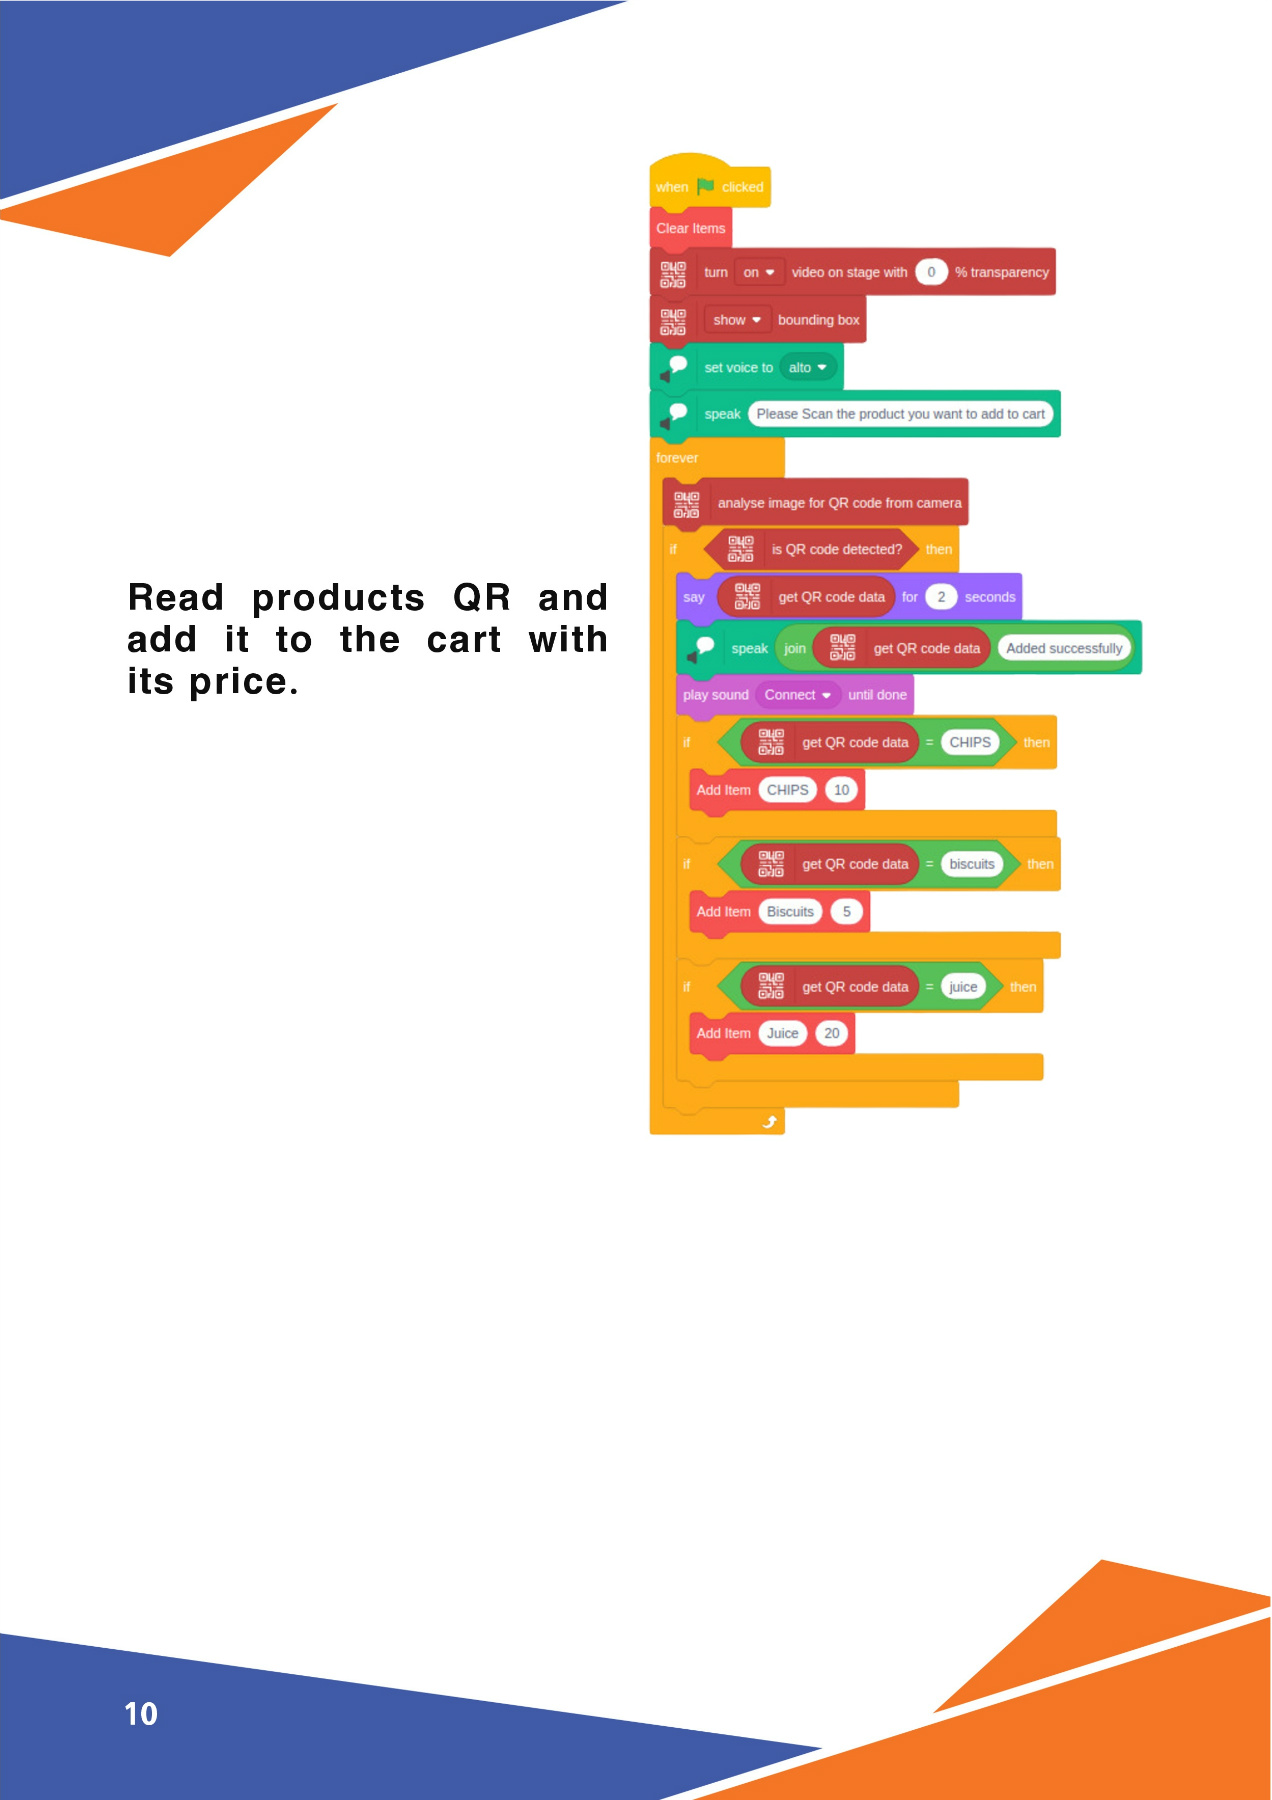 Read products QR and
add it to the cart with
its price.
when clicked
Clear Items
turn on video on stage with 0 % transparency
show bounding box
set voice to alto
speak Please Scan the product you want to add to cart
forever
analyse image for QR code from camera
if is QR code detected? then
say get QR code data for 2 seconds
speak join get QR code data Added successfully
play sound Connect until done
if get QR code data = CHIPS then
Add Item CHIPS 10
if get QR code data = biscuits then
Add Item Biscuits 5
if get QR code data = juice then
Add Item Juice 20
10